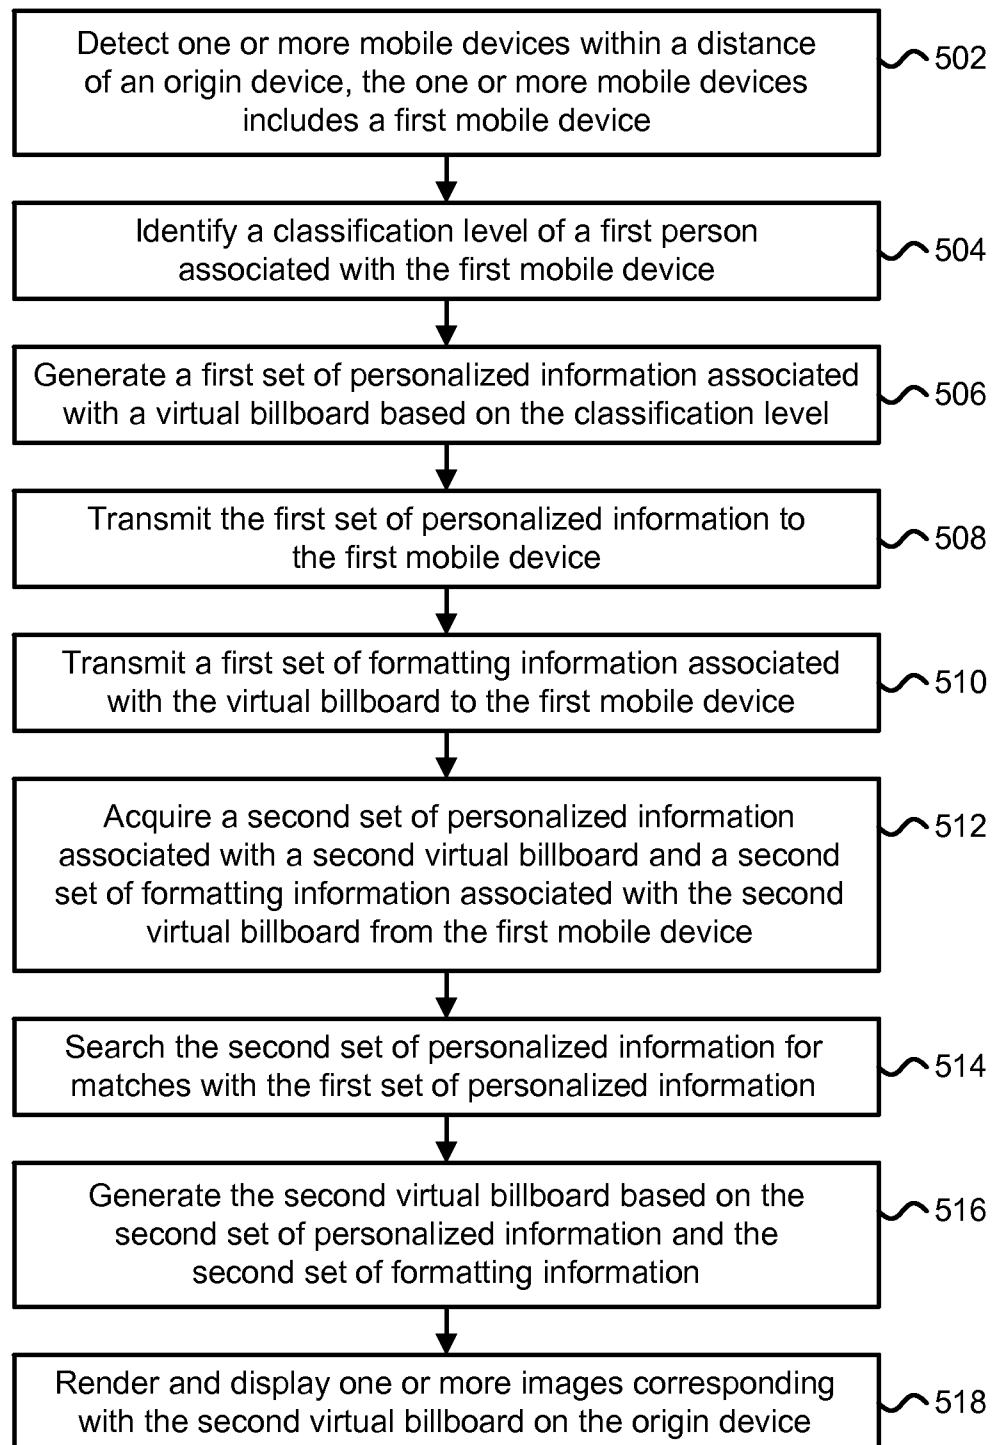 Detect one or more mobile devices within a distance
of an origin device, the one or more mobile devices
includes a first mobile device
502
Identify a classification level of a first person
associated with the first mobile device
504
Generate a first set of personalized information associated
with a virtual billboard based on the classification level
506
Transmit the first set of personalized information to
the first mobile device
508
Transmit a first set of formatting information associated
with the virtual billboard to the first mobile device
510
Acquire a second set of personalized information
associated with a second virtual billboard and a second
set of formatting information associated with the second
virtual billboard from the first mobile device
512
Search the second set of personalized information for
matches with the first set of personalized information
514
Generate the second virtual billboard based on the
second set of personalized information and the
second set of formatting information
516
Render and display one or more images corresponding
with the second virtual billboard on the origin device
518